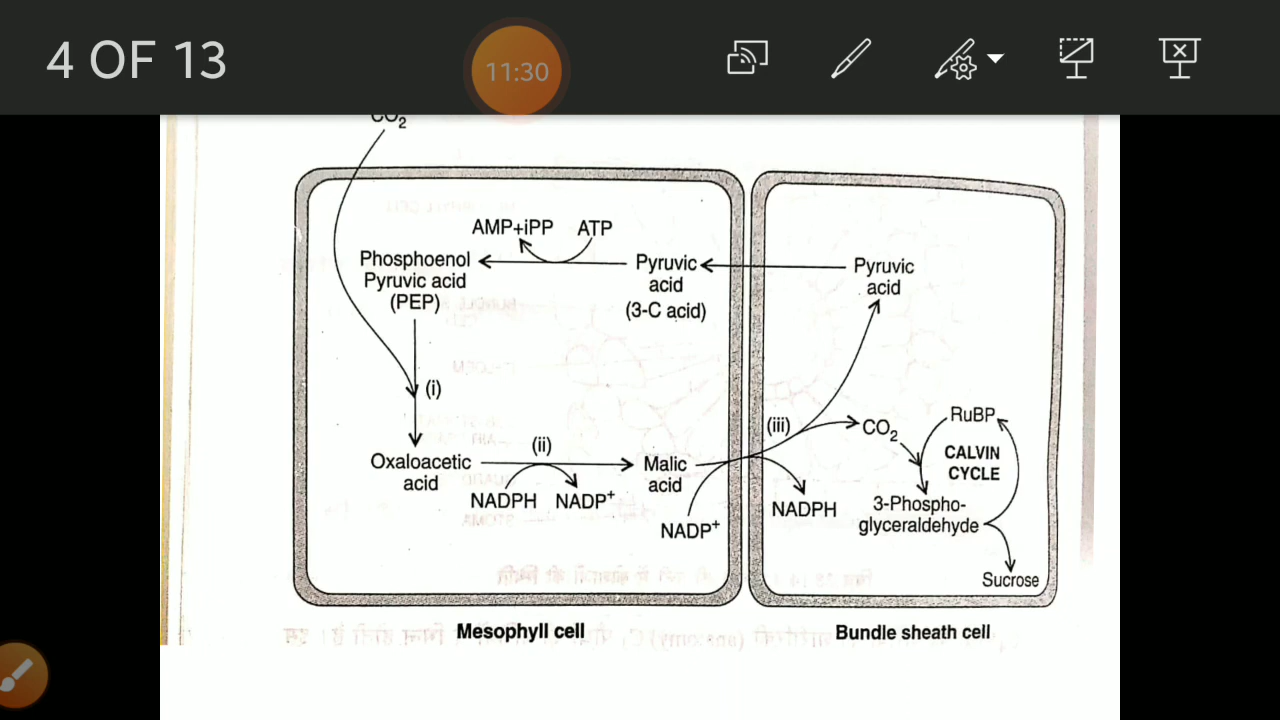 4 OF 13
11:30
CO₂
AMP+iPP
ATP
Phosphoenol
Pyruvic acid
(PEP)
Pyruvic
acid
(3-C acid)
Pyruvic
acid
(i)
Oxaloacetic
acid
(ii)
NADPH
NADP⁺
Malic
acid
NADP⁺
(iii)
CO₂
RuBP
CALVIN
CYCLE
NADPH
3-Phospho-
glyceraldehyde
Sucrose
Mesophyll cell
Bundle sheath cell